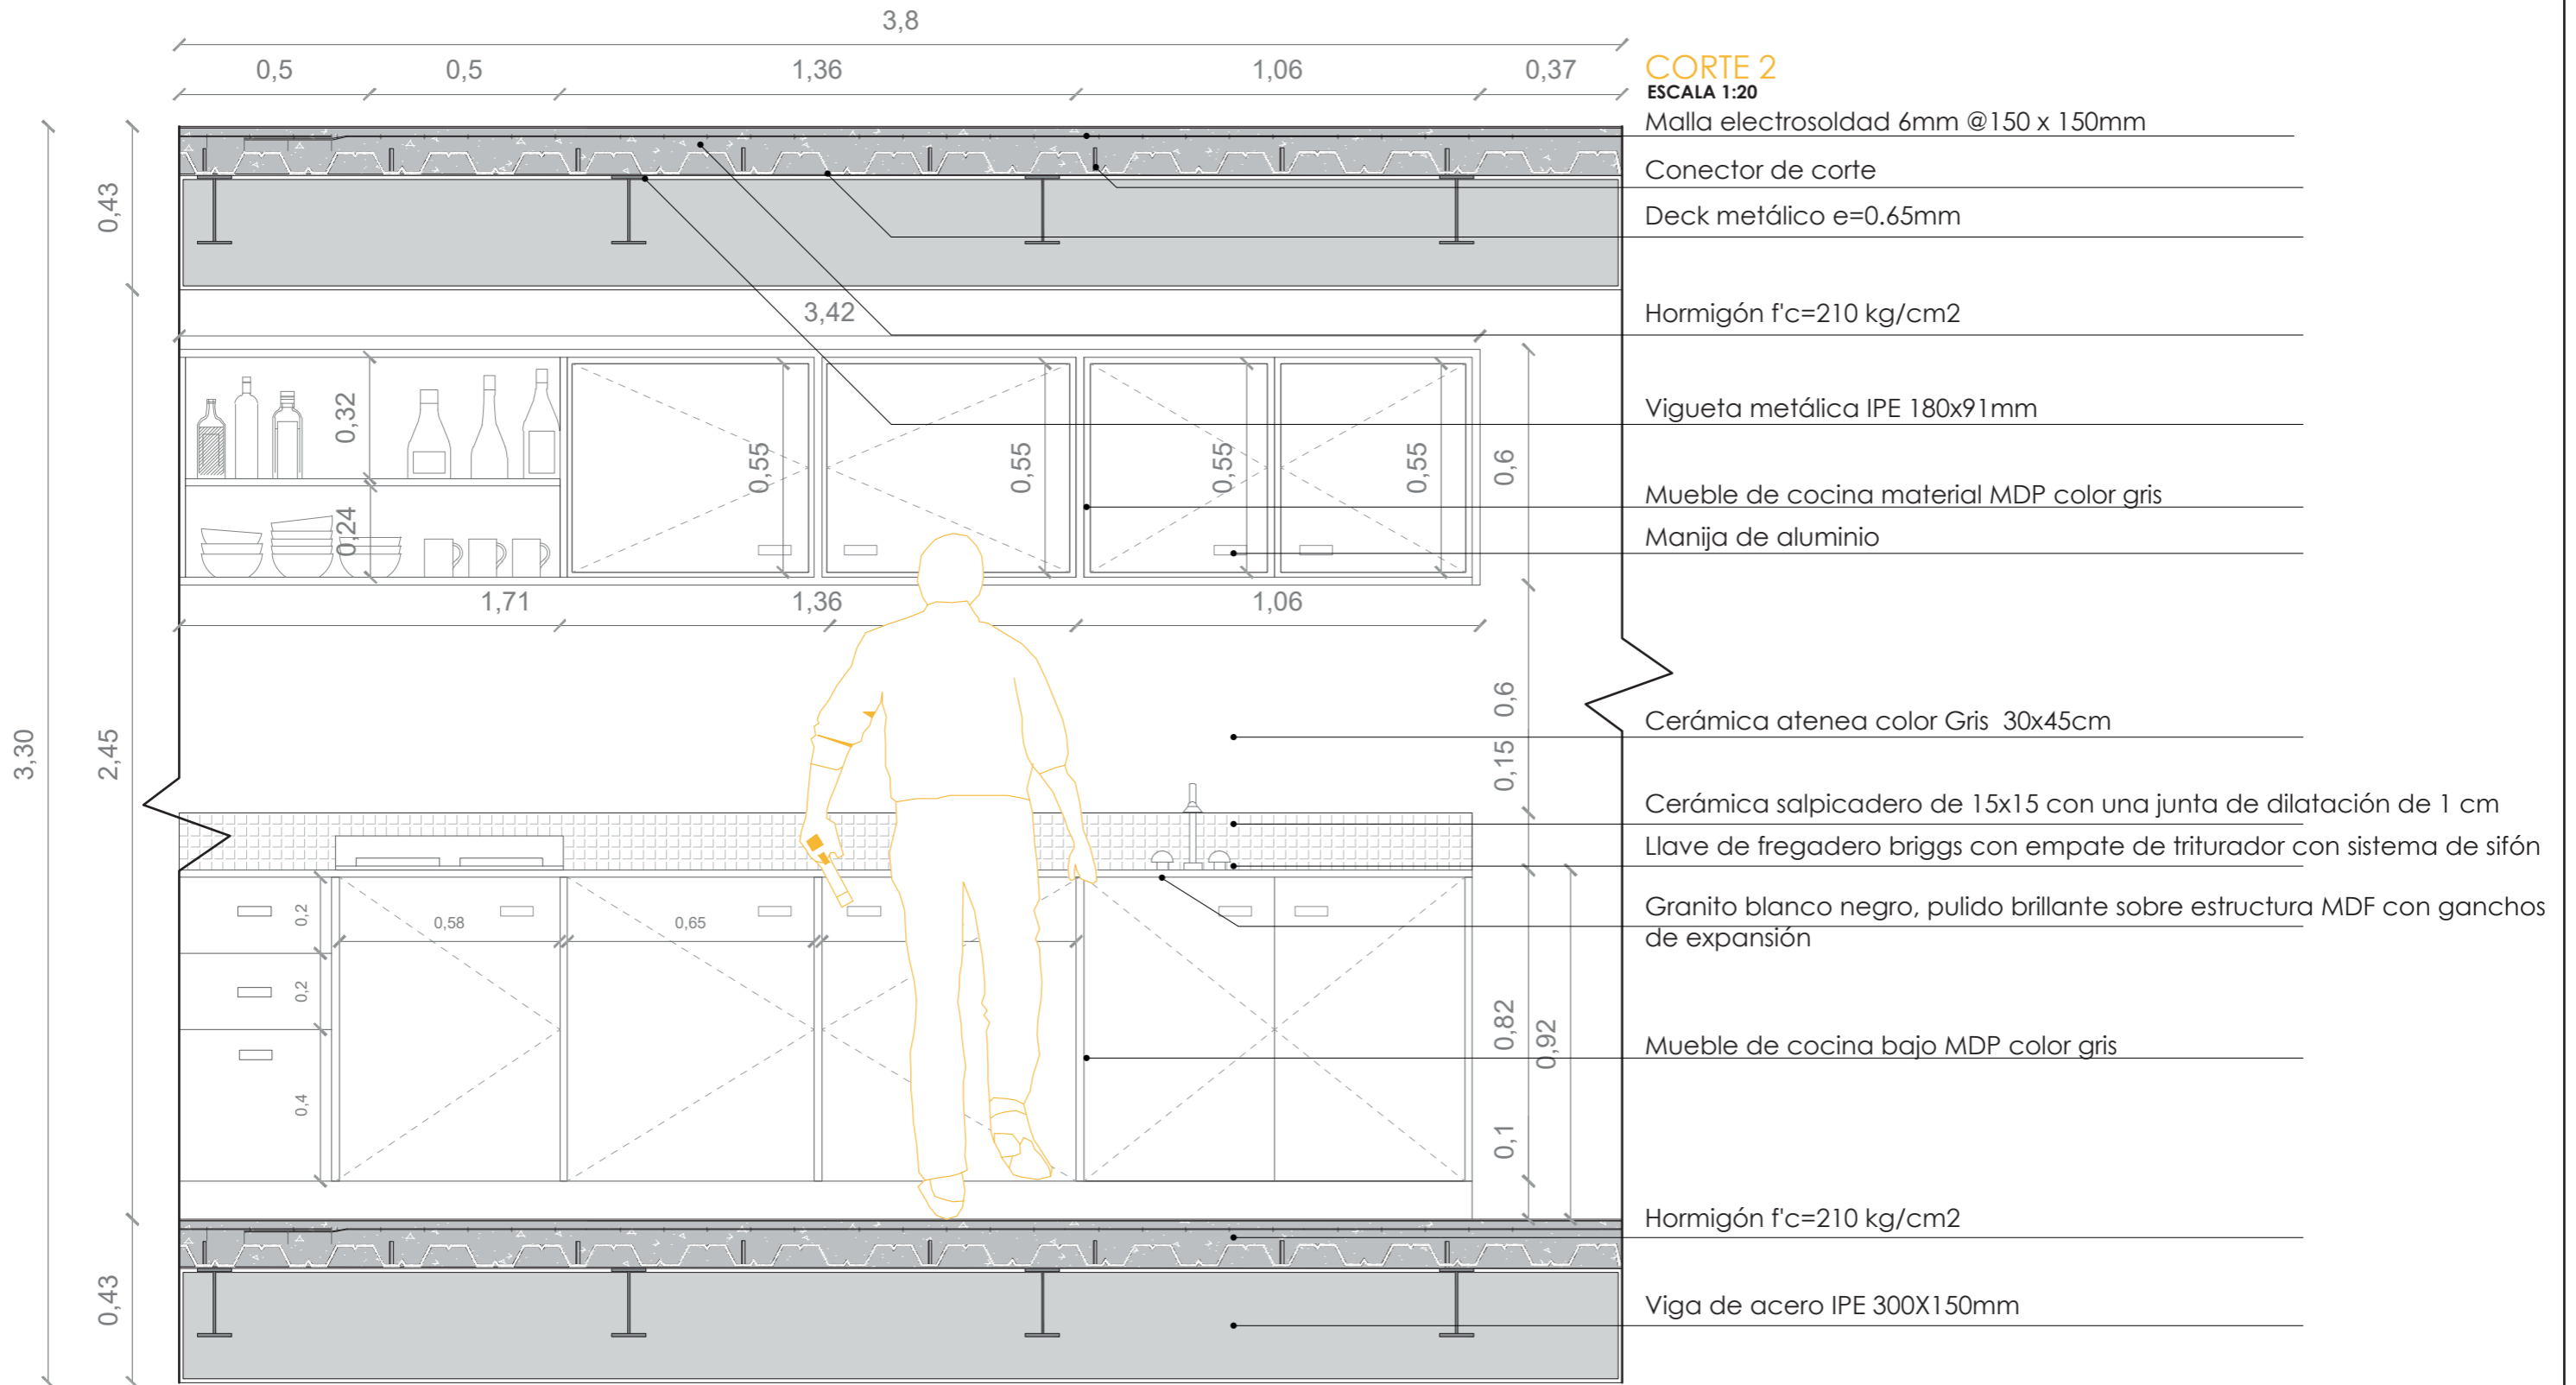 3,8
0,5
0,5
1,36
1,06
0,37
CORTE 2
ESCALA 1:20
Malla electrosoldad 6mm @150 x 150mm
Conector de corte
0,43
Deck metálico e=0.65mm
3,42
Hormigón f'c=210 kg/cm2
0,32
Vigueta metálica IPE 180x91mm
0,55
0,55
0,55
0,55
0,6
Mueble de cocina material MDP color gris
0,24
Manija de aluminio
1,71
1,36
1,06
0,6
Cerámica atenea color Gris 30x45cm
3,30
2,45
0,15
Cerámica salpicadero de 15x15 con una junta de dilatación de 1 cm
Llave de fregadero briggs con empate de triturador con sistema de sifón
0,2
0,58
0,65
Granito blanco negro, pulido brillante sobre estructura MDF con ganchos
de expansión
0,2
0,82
0,92
Mueble de cocina bajo MDP color gris
0,4
0,1
Hormigón f'c=210 kg/cm2
0,43
Viga de acero IPE 300X150mm